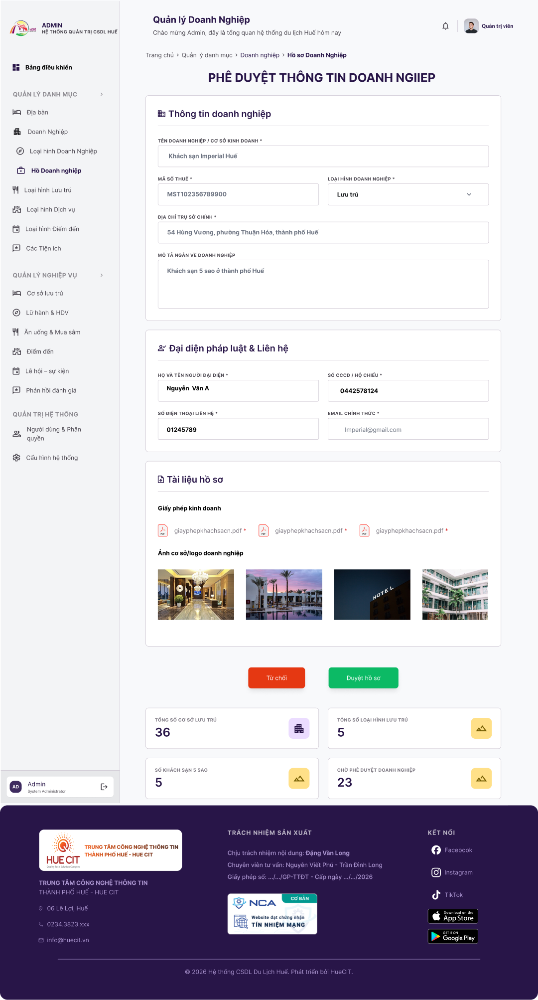 ADMIN
HỆ THỐNG QUẢN TRỊ CSDL HUẾ
Bảng điều khiển
QUẢN LÝ DANH MỤC
Địa bàn
Doanh Nghiệp
Loại hình Doanh Nghiệp
Hồ Doanh nghiệp
Loại hình Lưu trú
Loại hình Dịch vụ
Loại hình Điểm đến
Các Tiện ích
QUẢN LÝ NGHIỆP VỤ
Cơ sở lưu trú
Lữ hành & HDV
Ăn uống & Mua sắm
Điểm đến
Lễ hội – sự kiện
Phản hồi đánh giá
QUẢN TRỊ HỆ THỐNG
Người dùng & Phân
quyền
Cấu hình hệ thống
AD
Admin
System Administrator
Quản lý Doanh Nghiệp
Chào mừng Admin, đây là tổng quan hệ thống du lịch Huế hôm nay
Quản trị viên
Trang chủ > Quản lý danh mục > Doanh nghiệp > Hồ sơ Doanh Nghiệp
PHÊ DUYỆT THÔNG TIN DOANH NGIIEP
Thông tin doanh nghiệp
TÊN DOANH NGHIỆP / CƠ SỞ KINH DOANH *
Khách sạn Imperial Huế
MÃ SỐ THUẾ *
LOẠI HÌNH DOANH NGHIỆP *
MST102356789900
Lưu trú
ĐỊA CHỈ TRỤ SỞ CHÍNH *
54 Hùng Vương, phường Thuận Hóa, thành phố Huế
MÔ TẢ NGẮN VỀ DOANH NGHIỆP
Khách sạn 5 sao ở thành phố Huế
Đại diện pháp luật & Liên hệ
HỌ VÀ TÊN NGƯỜI ĐẠI DIỆN *
SỐ CCCD / HỘ CHIẾU *
Nguyễn Văn A
0442578124
SỐ ĐIỆN THOẠI LIÊN HỆ *
EMAIL CHÍNH THỨC *
01245789
Imperial@gmail.com
Tài liệu hồ sơ
Giấy phép kinh doanh
PDF giayphepkhachsacn.pdf * PDF giayphepkhachsacn.pdf * PDF giayphepkhachsacn.pdf *
Ảnh cơ sở/logo doanh nghiệp
HOTEL
Từ chối
Duyệt hồ sơ
TỔNG SỐ CƠ SỞ LƯU TRÚ
36
TỔNG SỐ LOẠI HÌNH LƯU TRÚ
5
SỐ KHÁCH SẠN 5 SAO
5
CHỜ PHÊ DUYỆT DOANH NGHIỆP
23
HUE CIT
Quality Tech Solution Complex
TRUNG TÂM CÔNG NGHỆ THÔNG TIN
THÀNH PHỐ HUẾ - HUE CIT
TRUNG TÂM CÔNG NGHỆ THÔNG TIN
THÀNH PHỐ HUẾ - HUE CIT
06 Lê Lợi, Huế
0234.3823.xxx
info@huecit.vn
TRÁCH NHIỆM SẢN XUẤT
Chịu trách nhiệm nội dung: Đặng Văn Long
Chuyên viên tư vấn: Nguyễn Viết Phú - Trần Đình Long
Giấy phép số: .../.../GP-TTĐT - Cấp ngày .../.../2026
NCA
CƠ BẢN
Website đạt chứng nhận
TÍN NHIỆM MẠNG
KẾT NỐI
Facebook
Instagram
TikTok
Download on the
App Store
GET IT ON
Google Play
© 2026 Hệ thống CSDL Du Lịch Huế. Phát triển bởi HueCIT.